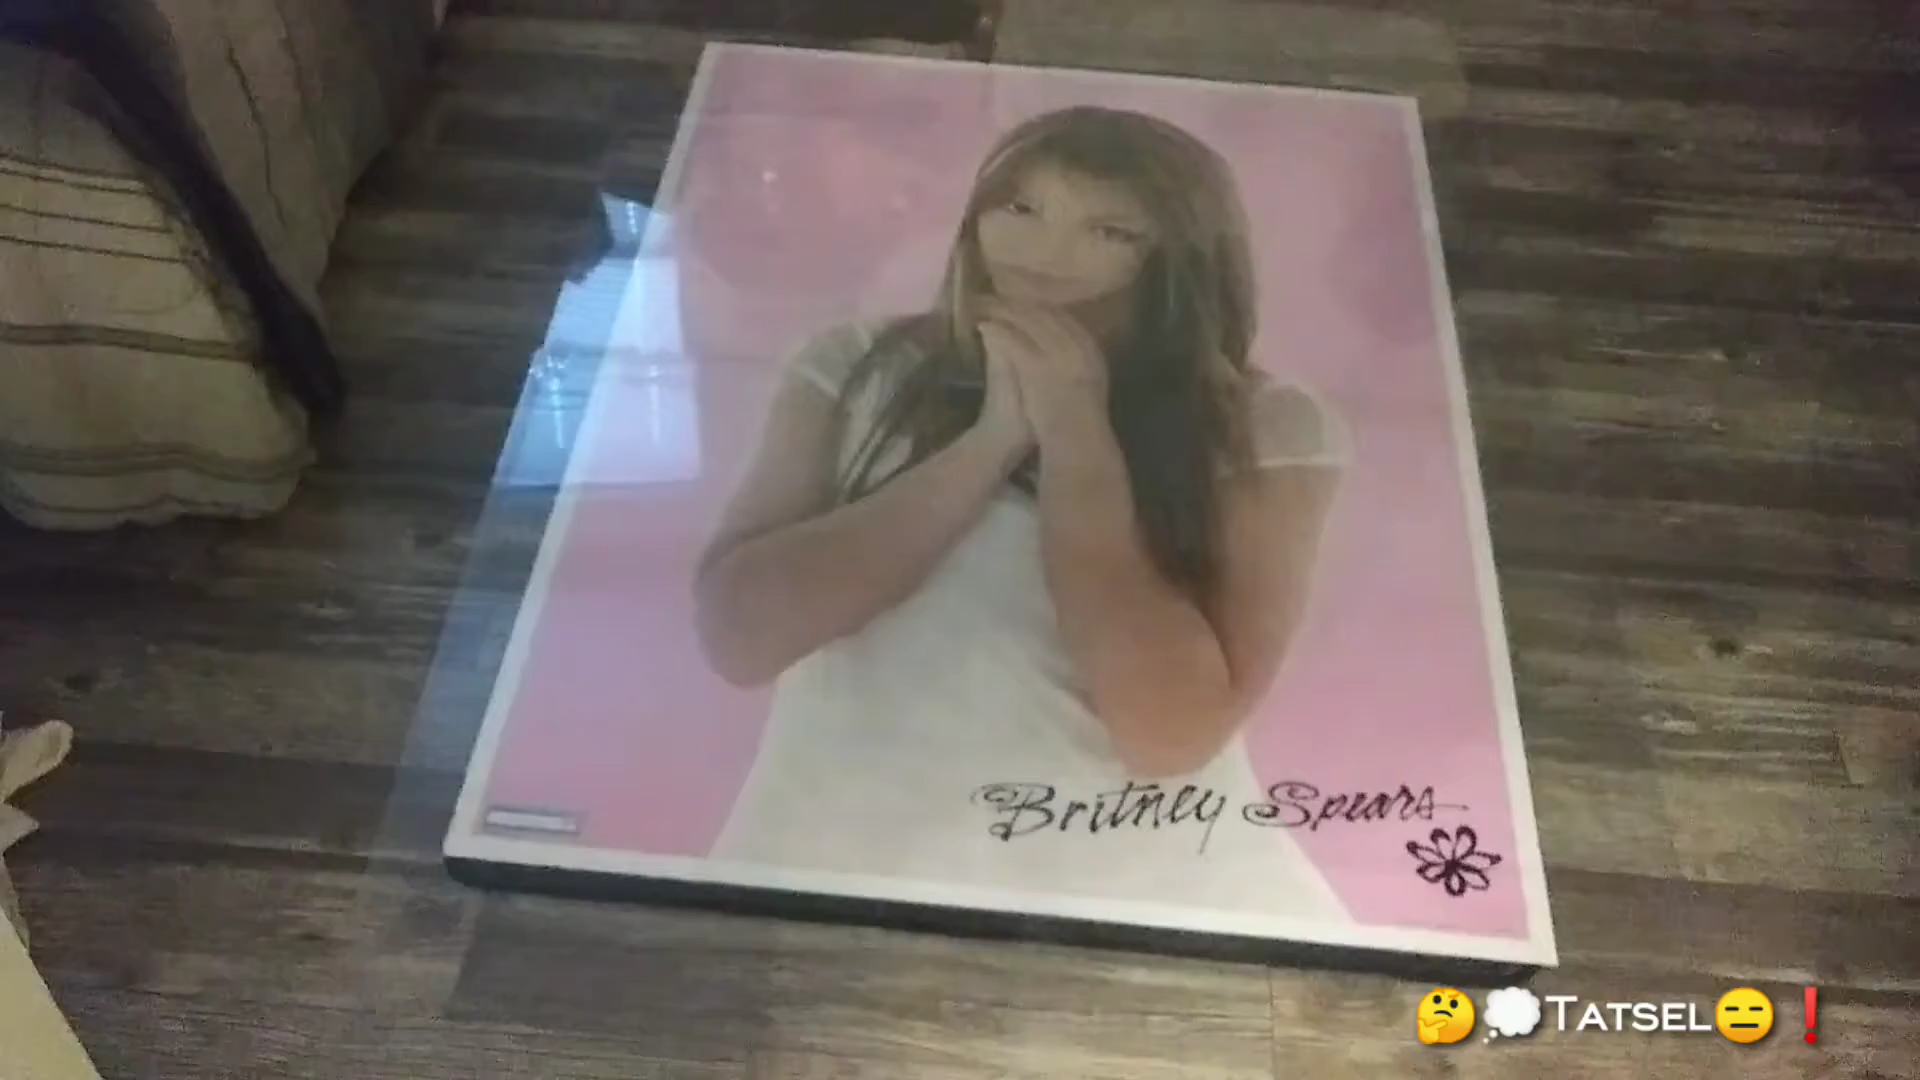 Britney Spears
🤔💭TATSEL😑❗